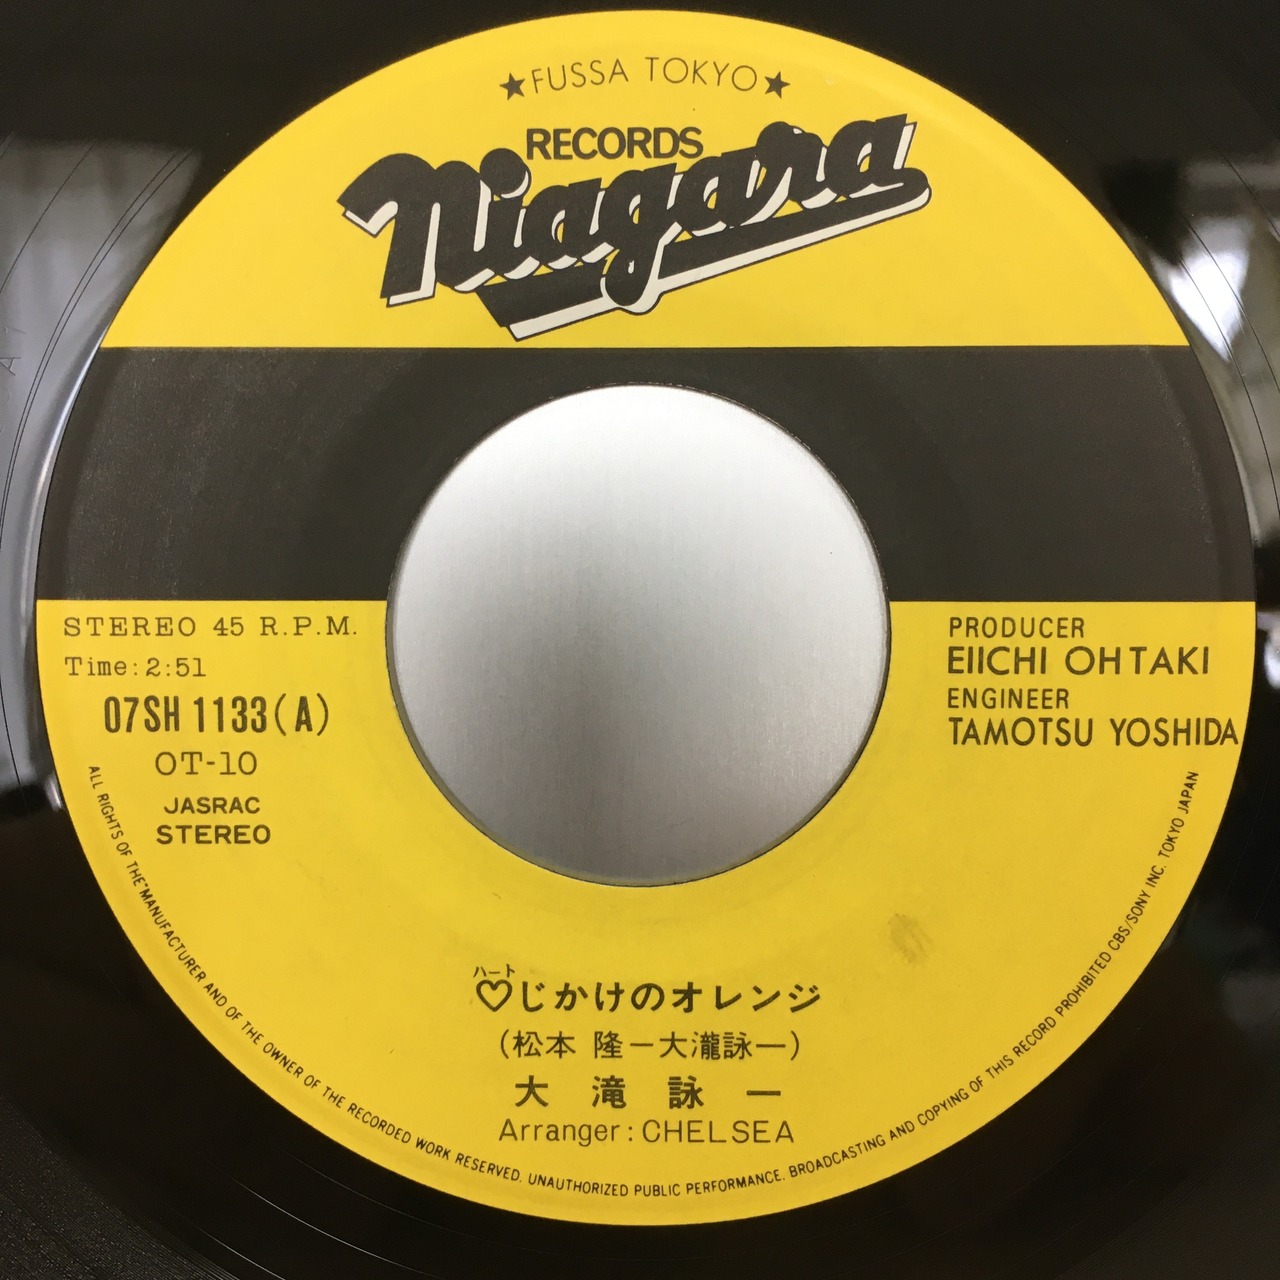 ★FUSSA TOKYO★
RECORDS
Niagara
STEREO 45 R.P.M.
Time:2:51
07SH 1133(A)
OT-10
JASRAC
STEREO
PRODUCER
EIICHI OHTAKI
ENGINEER
TAMOTSU YOSHIDA
ハート
♡じかけのオレンジ
(松本 隆−大瀧詠一)
大滝詠一
Arranger:CHELSEA
ALL RIGHTS OF THE MANUFACTURER AND OF THE OWNER OF THE RECORDED WORK RESERVED. UNAUTHORIZED PUBLIC PERFORMANCE. BROADCASTING AND COPYING OF THIS RECORD PROHIBITED CBS/SONY INC. TOKYO JAPAN